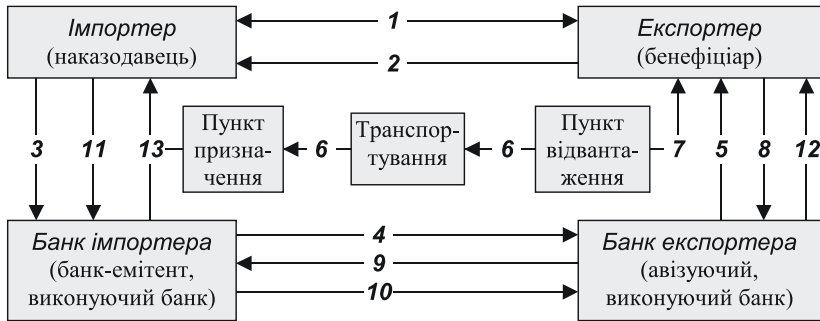 Імпортер
(наказодавець)
1
2
Експортер
(бенефіціар)
3
11
13
Пункт
призна-
чення
6
Транспор-
тування
6
Пункт
відванта-
ження
7
5
8
12
Банк імпортера
(банк-емітент,
виконуючий банк)
4
9
10
Банк експортера
(авізуючий,
виконуючий банк)